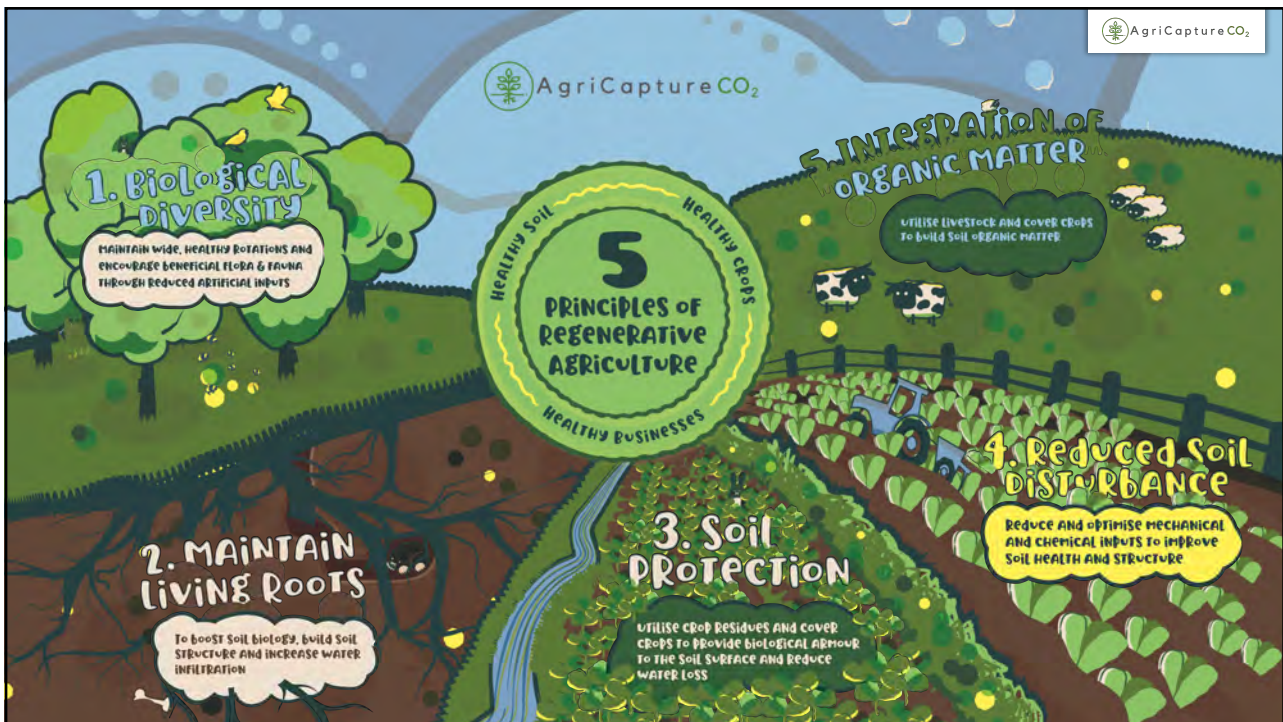 AgriCaptureCO₂
AgriCaptureCO₂
5
PRINCIPLES OF
REGENERATIVE
AGRICULTURE
HEALTHY SOIL
HEALTHY CROPS
HEALTHY BUSINESSES
1. BIOLOGICAL
DIVERSITY
MAINTAIN WIDE, HEALTHY ROTATIONS AND
ENCOURAGE BENEFICIAL FLORA & FAUNA
THROUGH REDUCED ARTIFICIAL INPUTS
2. MAINTAIN
LIVING ROOTS
TO BOOST SOIL BIOLOGY, BUILD SOIL
STRUCTURE AND INCREASE WATER
INFILTRATION
3. SOIL
PROTECTION
UTILISE CROP RESIDUES AND COVER
CROPS TO PROVIDE BIOLOGICAL ARMOUR
TO THE SOIL SURFACE AND REDUCE
WATER LOSS
4. REDUCED SOIL
DISTURBANCE
REDUCE AND OPTIMISE MECHANICAL
AND CHEMICAL INPUTS TO IMPROVE
SOIL HEALTH AND STRUCTURE
5. INTEGRATION OF
ORGANIC MATTER
UTILISE LIVESTOCK AND COVER CROPS
TO BUILD SOIL ORGANIC MATTER